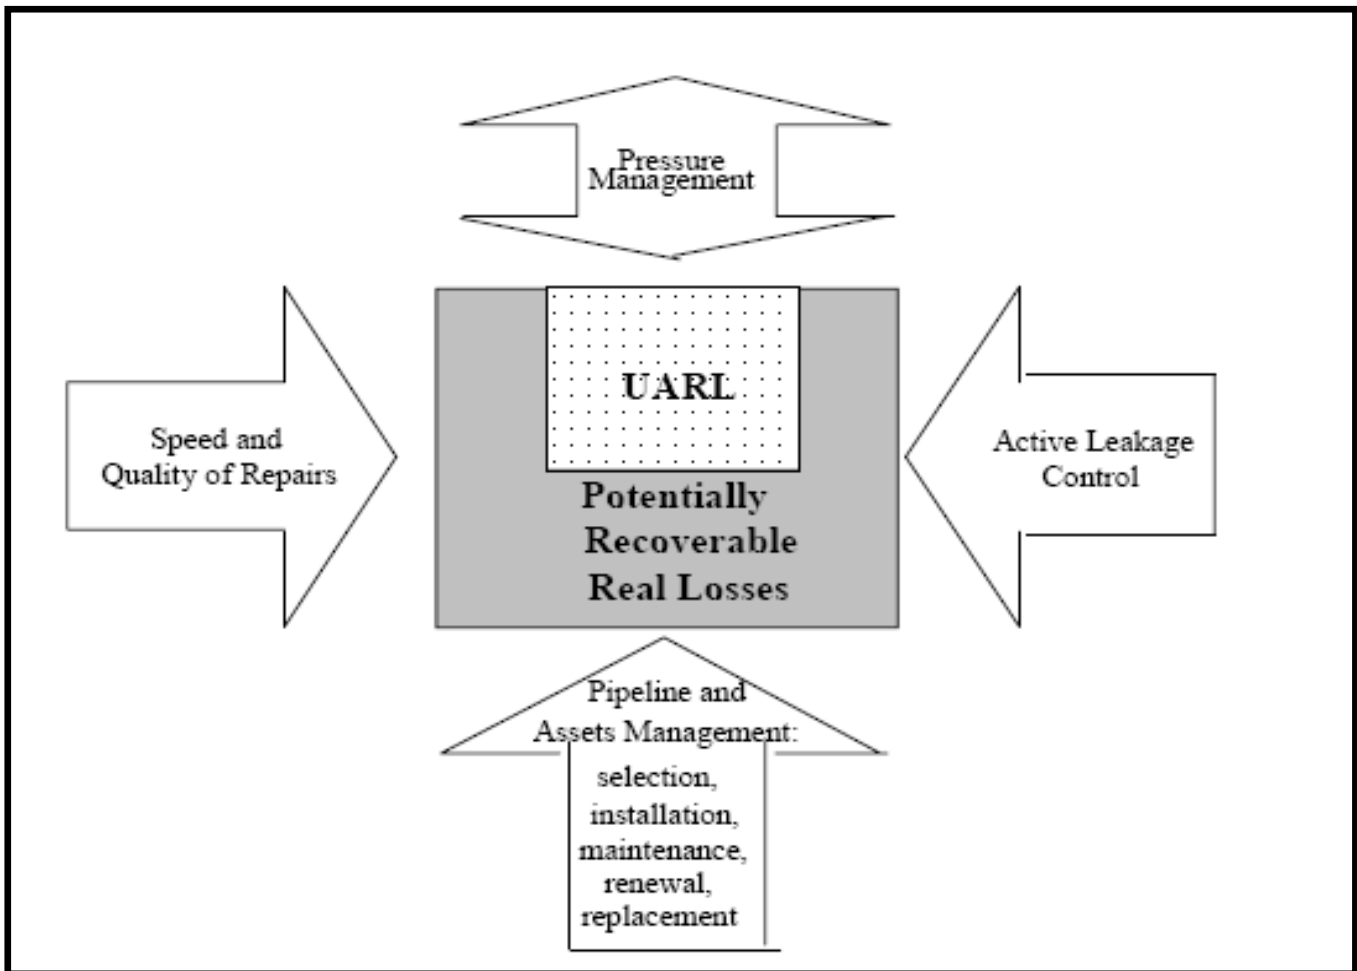 Pressure
Management
UARL
Speed and
Quality of Repairs
Active Leakage
Control
Potentially
Recoverable
Real Losses
Pipeline and
Assets Management:
selection,
installation,
maintenance,
renewal,
replacement